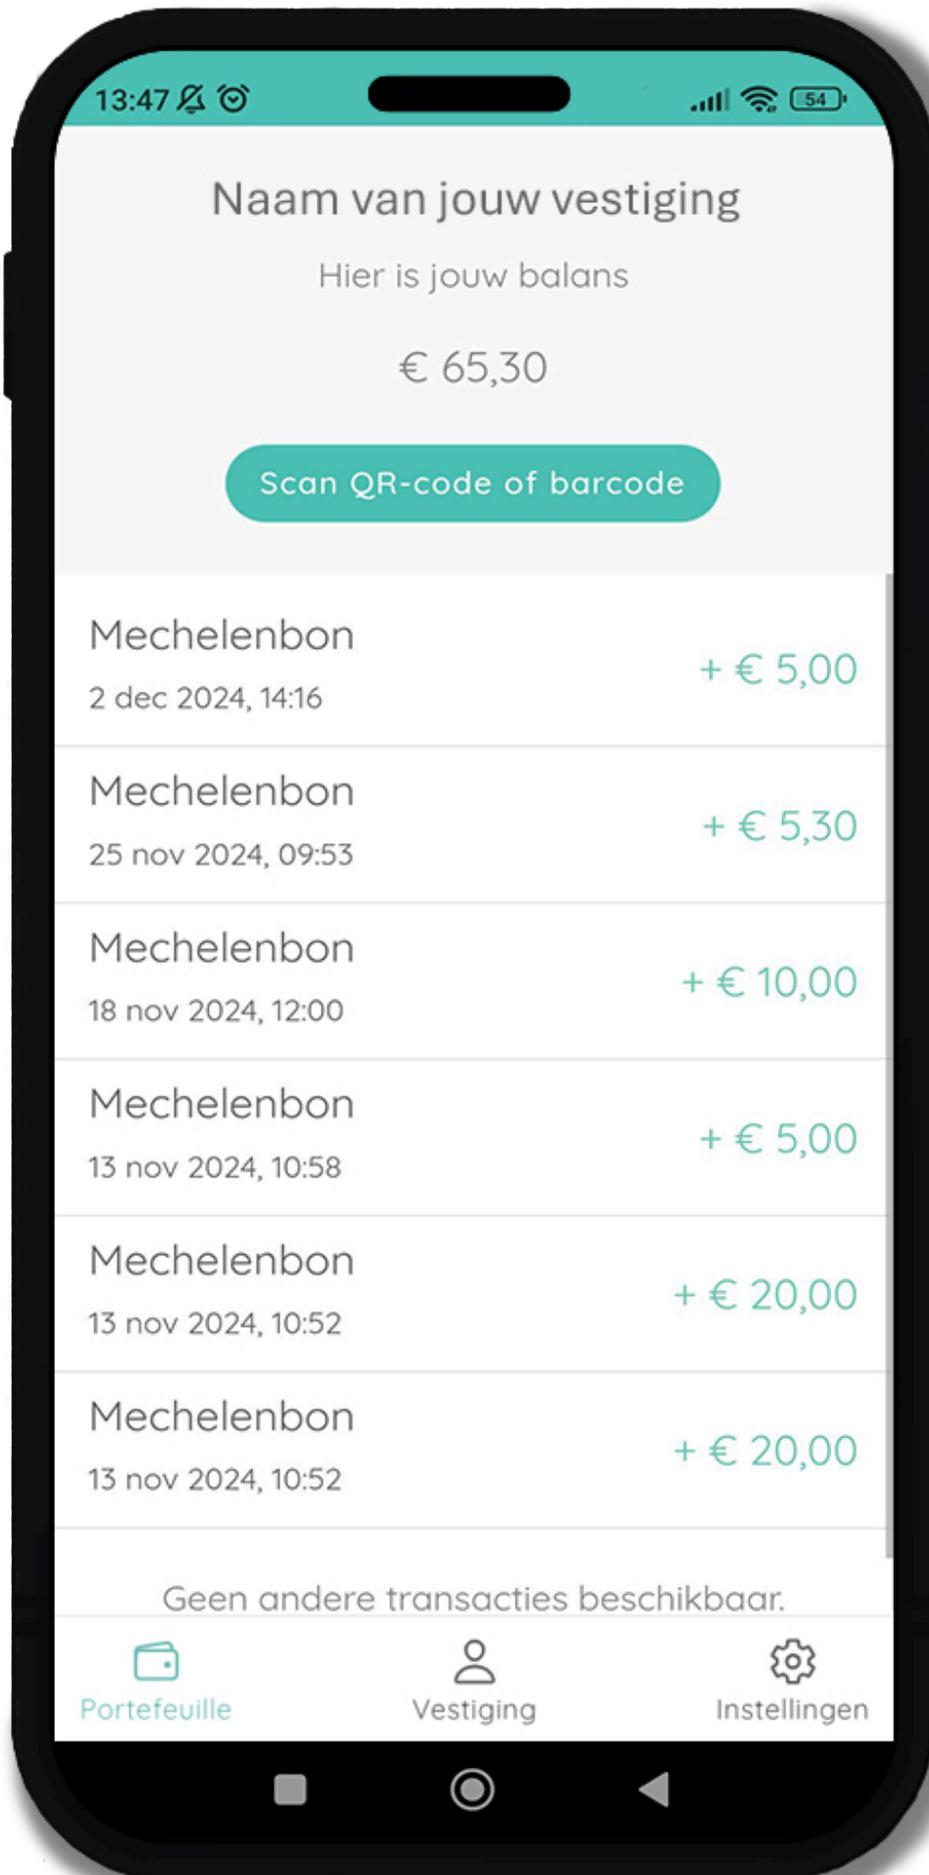 13:47
54
Naam van jouw vestiging
Hier is jouw balans
€ 65,30
Scan QR-code of barcode
Mechelenbon
+ € 5,00
2 dec 2024, 14:16
Mechelenbon
+ € 5,30
25 nov 2024, 09:53
Mechelenbon
+ € 10,00
18 nov 2024, 12:00
Mechelenbon
+ € 5,00
13 nov 2024, 10:58
Mechelenbon
+ € 20,00
13 nov 2024, 10:52
Mechelenbon
+ € 20,00
13 nov 2024, 10:52
Geen andere transacties beschikbaar.
Portefeuille
Vestiging
Instellingen